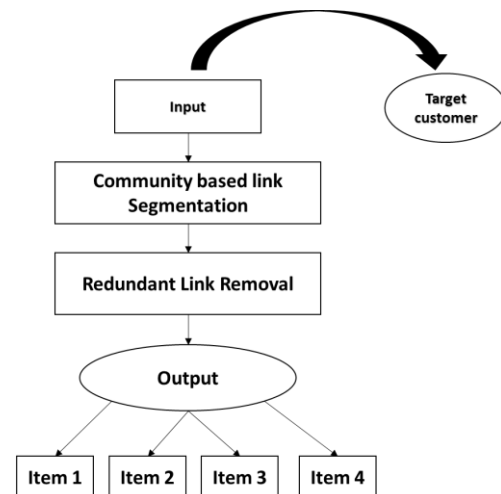 Input
Target
customer
Community based link
Segmentation
Redundant Link Removal
Output
Item 1
Item 2
Item 3
Item 4